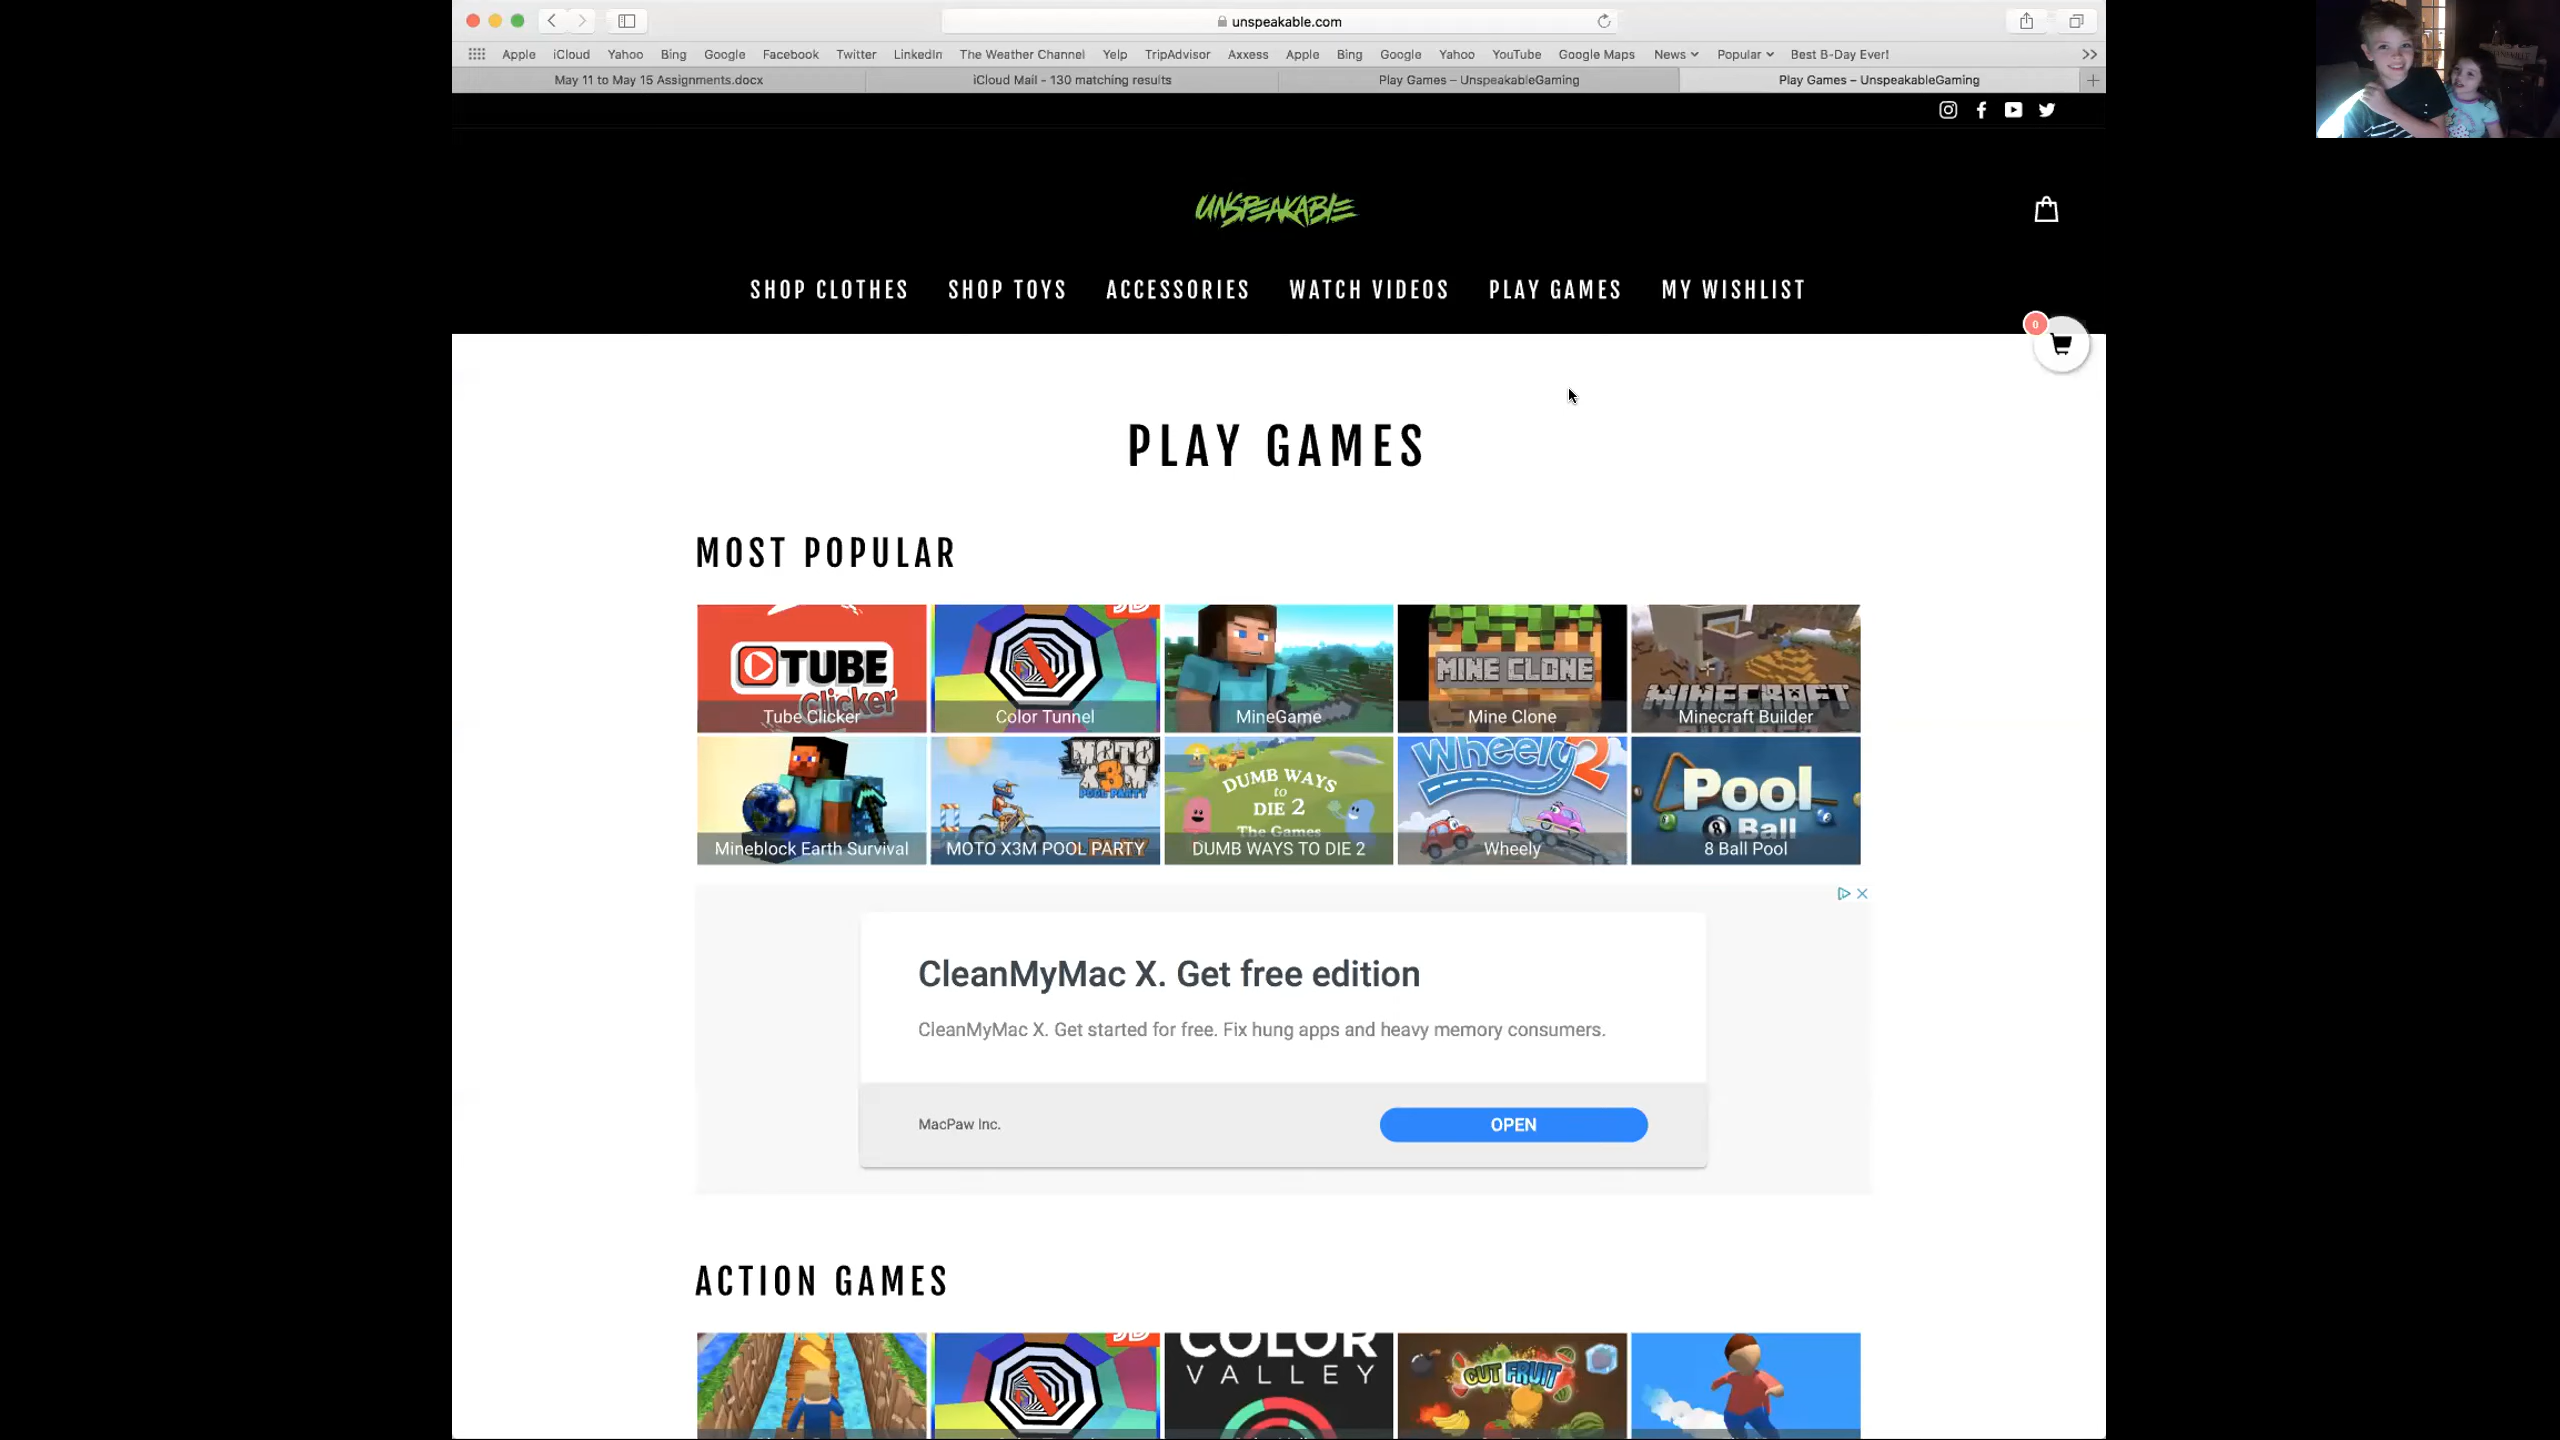 unspeakable.com
Apple iCloud Yahoo Bing Google Facebook Twitter LinkedIn The Weather Channel Yelp TripAdvisor Axxess Apple Bing Google Yahoo YouTube Google Maps News Popular Best B-Day Ever!
May 11 to May 15 Assignments.docx iCloud Mail - 130 matching results Play Games – UnspeakableGaming Play Games – UnspeakableGaming
UNSPEAKABLE
SHOP CLOTHES SHOP TOYS ACCESSORIES WATCH VIDEOS PLAY GAMES MY WISHLIST
0
PLAY GAMES
MOST POPULAR
TUBE Clicker
3D
MINE CLONE
MINECRAFT BUILDER
Tube Clicker Color Tunnel MineGame Mine Clone Minecraft Builder
MOTO X3M POOL PARTY
DUMB WAYS to DIE 2 The Games
Wheely 2
Pool 8 Ball
Mineblock Earth Survival MOTO X3M POOL PARTY DUMB WAYS TO DIE 2 Wheely 8 Ball Pool
CleanMyMac X. Get free edition
CleanMyMac X. Get started for free. Fix hung apps and heavy memory consumers.
MacPaw Inc. OPEN
ACTION GAMES
3D
COLOR
VALLEY
CUT FRUIT